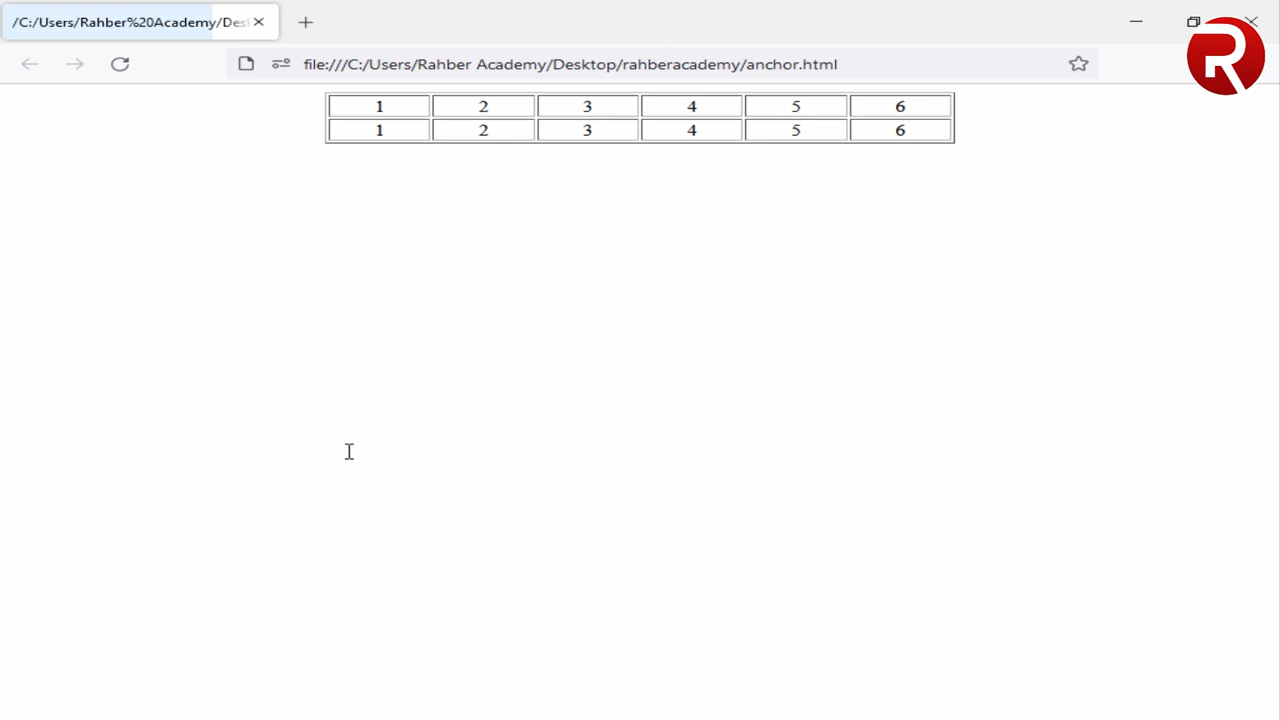 /C:/Users/Rahber%20Academy/Des
file:///C:/Users/Rahber Academy/Desktop/rahberacademy/anchor.html
R
1 2 3 4 5 6
1 2 3 4 5 6